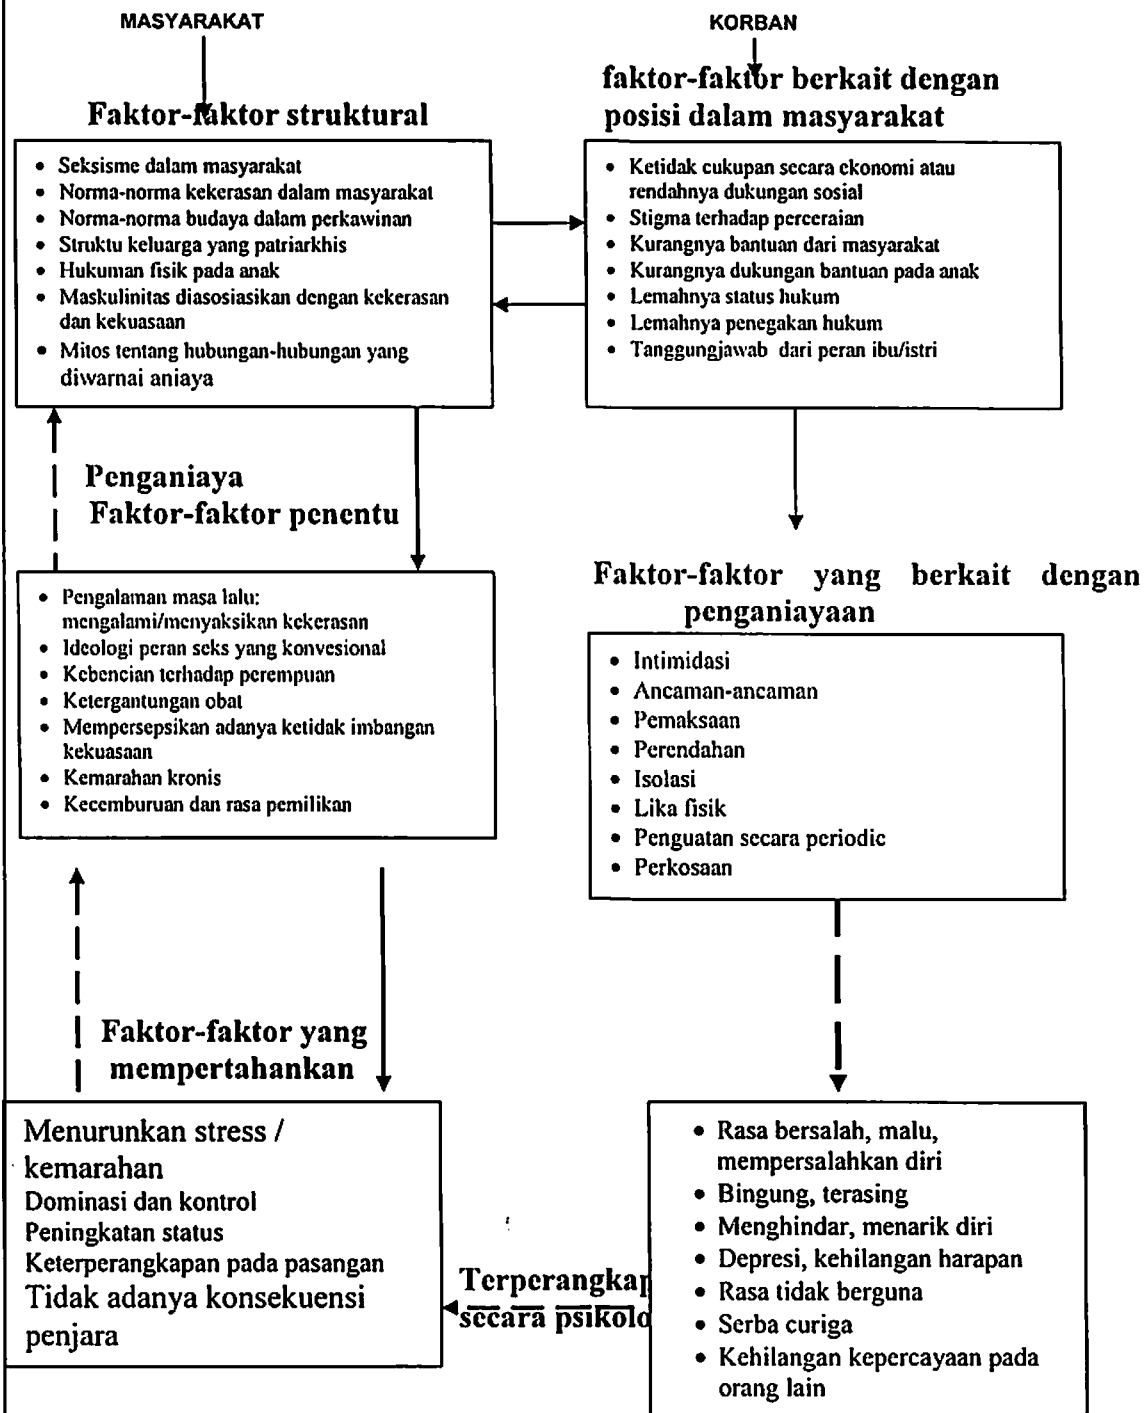 MASYARAKAT
Faktor-faktor struktural
• Seksisme dalam masyarakat
• Norma-norma kekerasan dalam masyarakat
• Norma-norma budaya dalam perkawinan
• Struktu keluarga yang patriarkhis
• Hukuman fisik pada anak
• Maskulinitas diasosiasikan dengan kekerasan
dan kekuasaan
• Mitos tentang hubungan-hubungan yang
diwarnai aniaya
KORBAN
faktor-faktor berkait dengan
posisi dalam masyarakat
• Ketidak cukupan secara ekonomi atau
rendahnya dukungan sosial
• Stigma terhadap perceraian
• Kurangnya bantuan dari masyarakat
• Kurangnya dukungan bantuan pada anak
• Lemahnya status hukum
• Lemahnya penegakan hukum
• Tanggungjawab dari peran ibu/istri
Penganiaya
Faktor-faktor penentu
• Pengalaman masa lalu:
mengalami/menyaksikan kekerasan
• Ideologi peran seks yang konvesional
• Kebencian terhadap perempuan
• Ketergantungan obat
• Mempersepsikan adanya ketidak imbangan
kekuasaan
• Kemarahan kronis
• Kecemburuan dan rasa pemilikan
Faktor-faktor yang berkait dengan
penganiayaan
• Intimidasi
• Ancaman-ancaman
• Pemaksaan
• Perendahan
• Isolasi
• Lika fisik
• Penguatan secara periodic
• Perkosaan
Faktor-faktor yang
mempertahankan
Menurunkan stress /
kemarahan
Dominasi dan kontrol
Peningkatan status
Keterperangkapan pada pasangan
Tidak adanya konsekuensi
penjara
Terperangkap
secara psikolo
• Rasa bersalah, malu,
mempersalahkan diri
• Bingung, terasing
• Menghindar, menarik diri
• Depresi, kehilangan harapan
• Rasa tidak berguna
• Serba curiga
• Kehilangan kepercayaan pada
orang lain